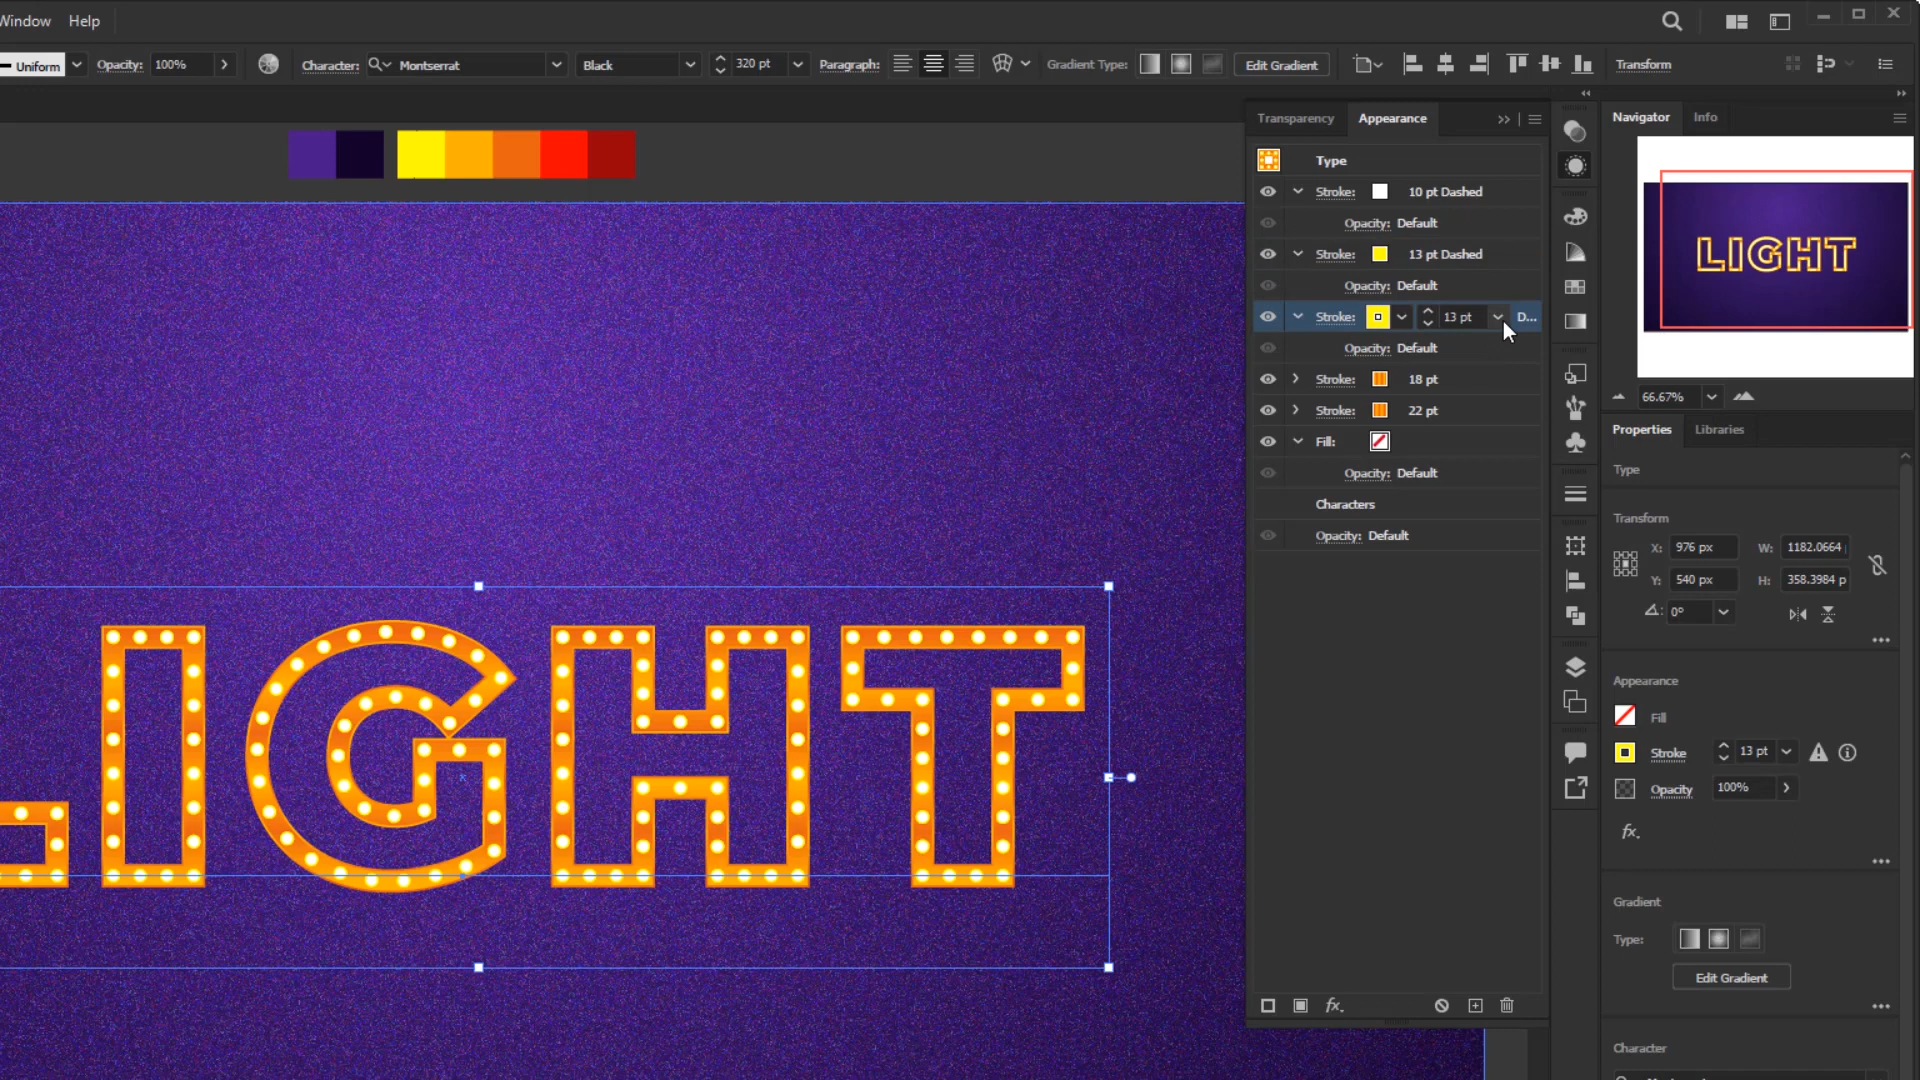 Window Help
Uniform Opacity: 100% Character: Montserrat Black 320 pt Paragraph: Gradient Type: Edit Gradient Transform
Transparency Appearance
Type
Stroke: 10 pt Dashed
Opacity: Default
Stroke: 13 pt Dashed
Opacity: Default
Stroke: 13 pt D...
Opacity: Default
Stroke: 18 pt
Stroke: 22 pt
Fill:
Opacity: Default
Characters
Opacity: Default
fx.
Navigator Info
LIGHT
66.67%
Properties Libraries
Type
Transform
X: 976 px W: 1182.0664
Y: 540 px H: 358.3984 p
0°
Appearance
Fill
Stroke 13 pt
Opacity 100%
fx.
Gradient
Type:
Edit Gradient
Character
LIGHT